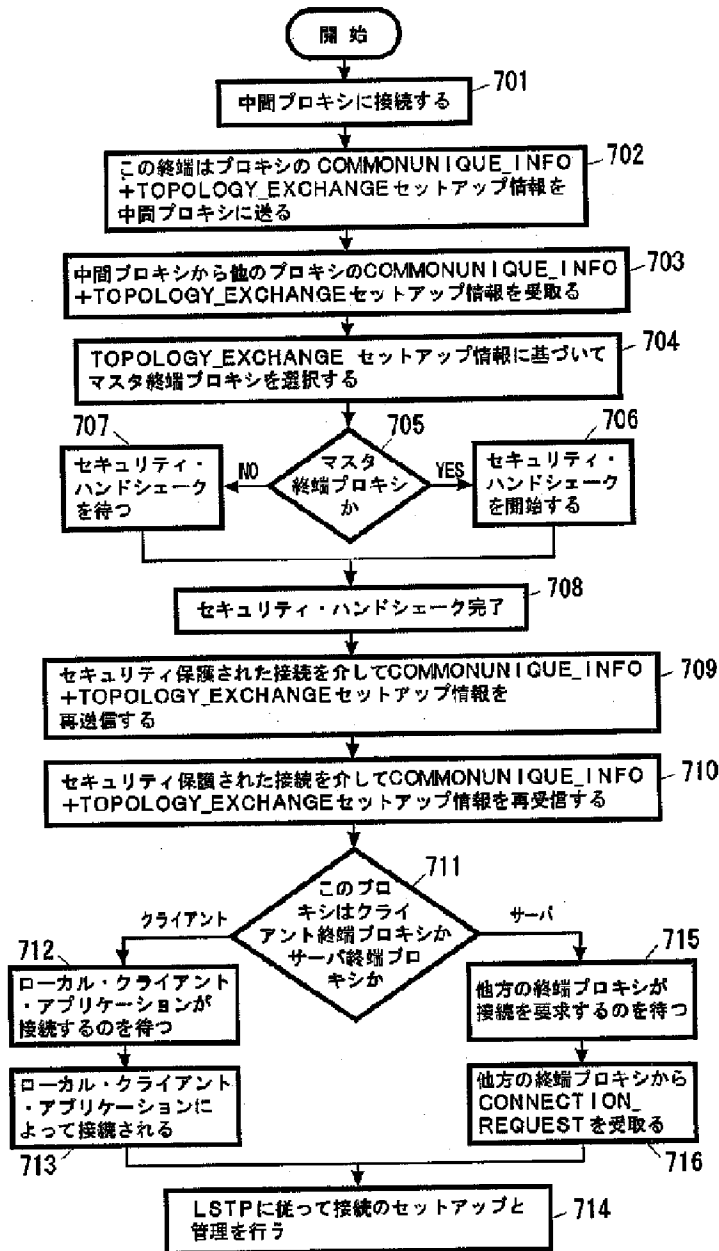 開 始
701
中間プロキシに接続する
702
この終端はプロキシの COMMONUNIQUE_INFO
+TOPOLOGY_EXCHANGEセットアップ情報を
中間プロキシに送る
703
中間プロキシから他のプロキシのCOMMONUNIQUE_INFO
+TOPOLOGY_EXCHANGEセットアップ情報を受取る
704
TOPOLOGY_EXCHANGE セットアップ情報に基づいて
マスタ終端プロキシを選択する
705
マスタ
終端プロキシ
か
NO
YES
707
セキュリティ・
ハンドシェーク
を待つ
706
セキュリティ・
ハンドシェーク
を開始する
708
セキュリティ・ハンドシェーク完了
709
セキュリティ保護された接続を介してCOMMONUNIQUE_INFO
+TOPOLOGY_EXCHANGEセットアップ情報を
再送信する
710
セキュリティ保護された接続を介してCOMMONUNIQUE_INFO
+TOPOLOGY_EXCHANGEセットアップ情報を再受信する
711
このプロ
キシはクライ
アント終端プロキシか
サーバ終端プロ
キシか
クライアント
サーバ
712
ローカル・クライアント
・アプリケーションが
接続するのを待つ
715
他方の終端プロキシが
接続を要求するのを待つ
ローカル・クライアント
・アプリケーションに
よって接続される
713
他方の終端プロキシから
CONNECTION_
REQUESTを受取る
716
LSTPに従って接続のセットアップと
管理を行う
714